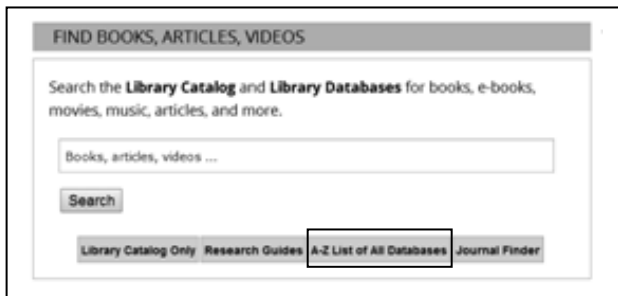 FIND BOOKS, ARTICLES, VIDEOS
Search the Library Catalog and Library Databases for books, e-books,
movies, music, articles, and more.
Books, articles, videos ...
Search
Library Catalog Only Research Guides A-Z List of All Databases Journal Finder